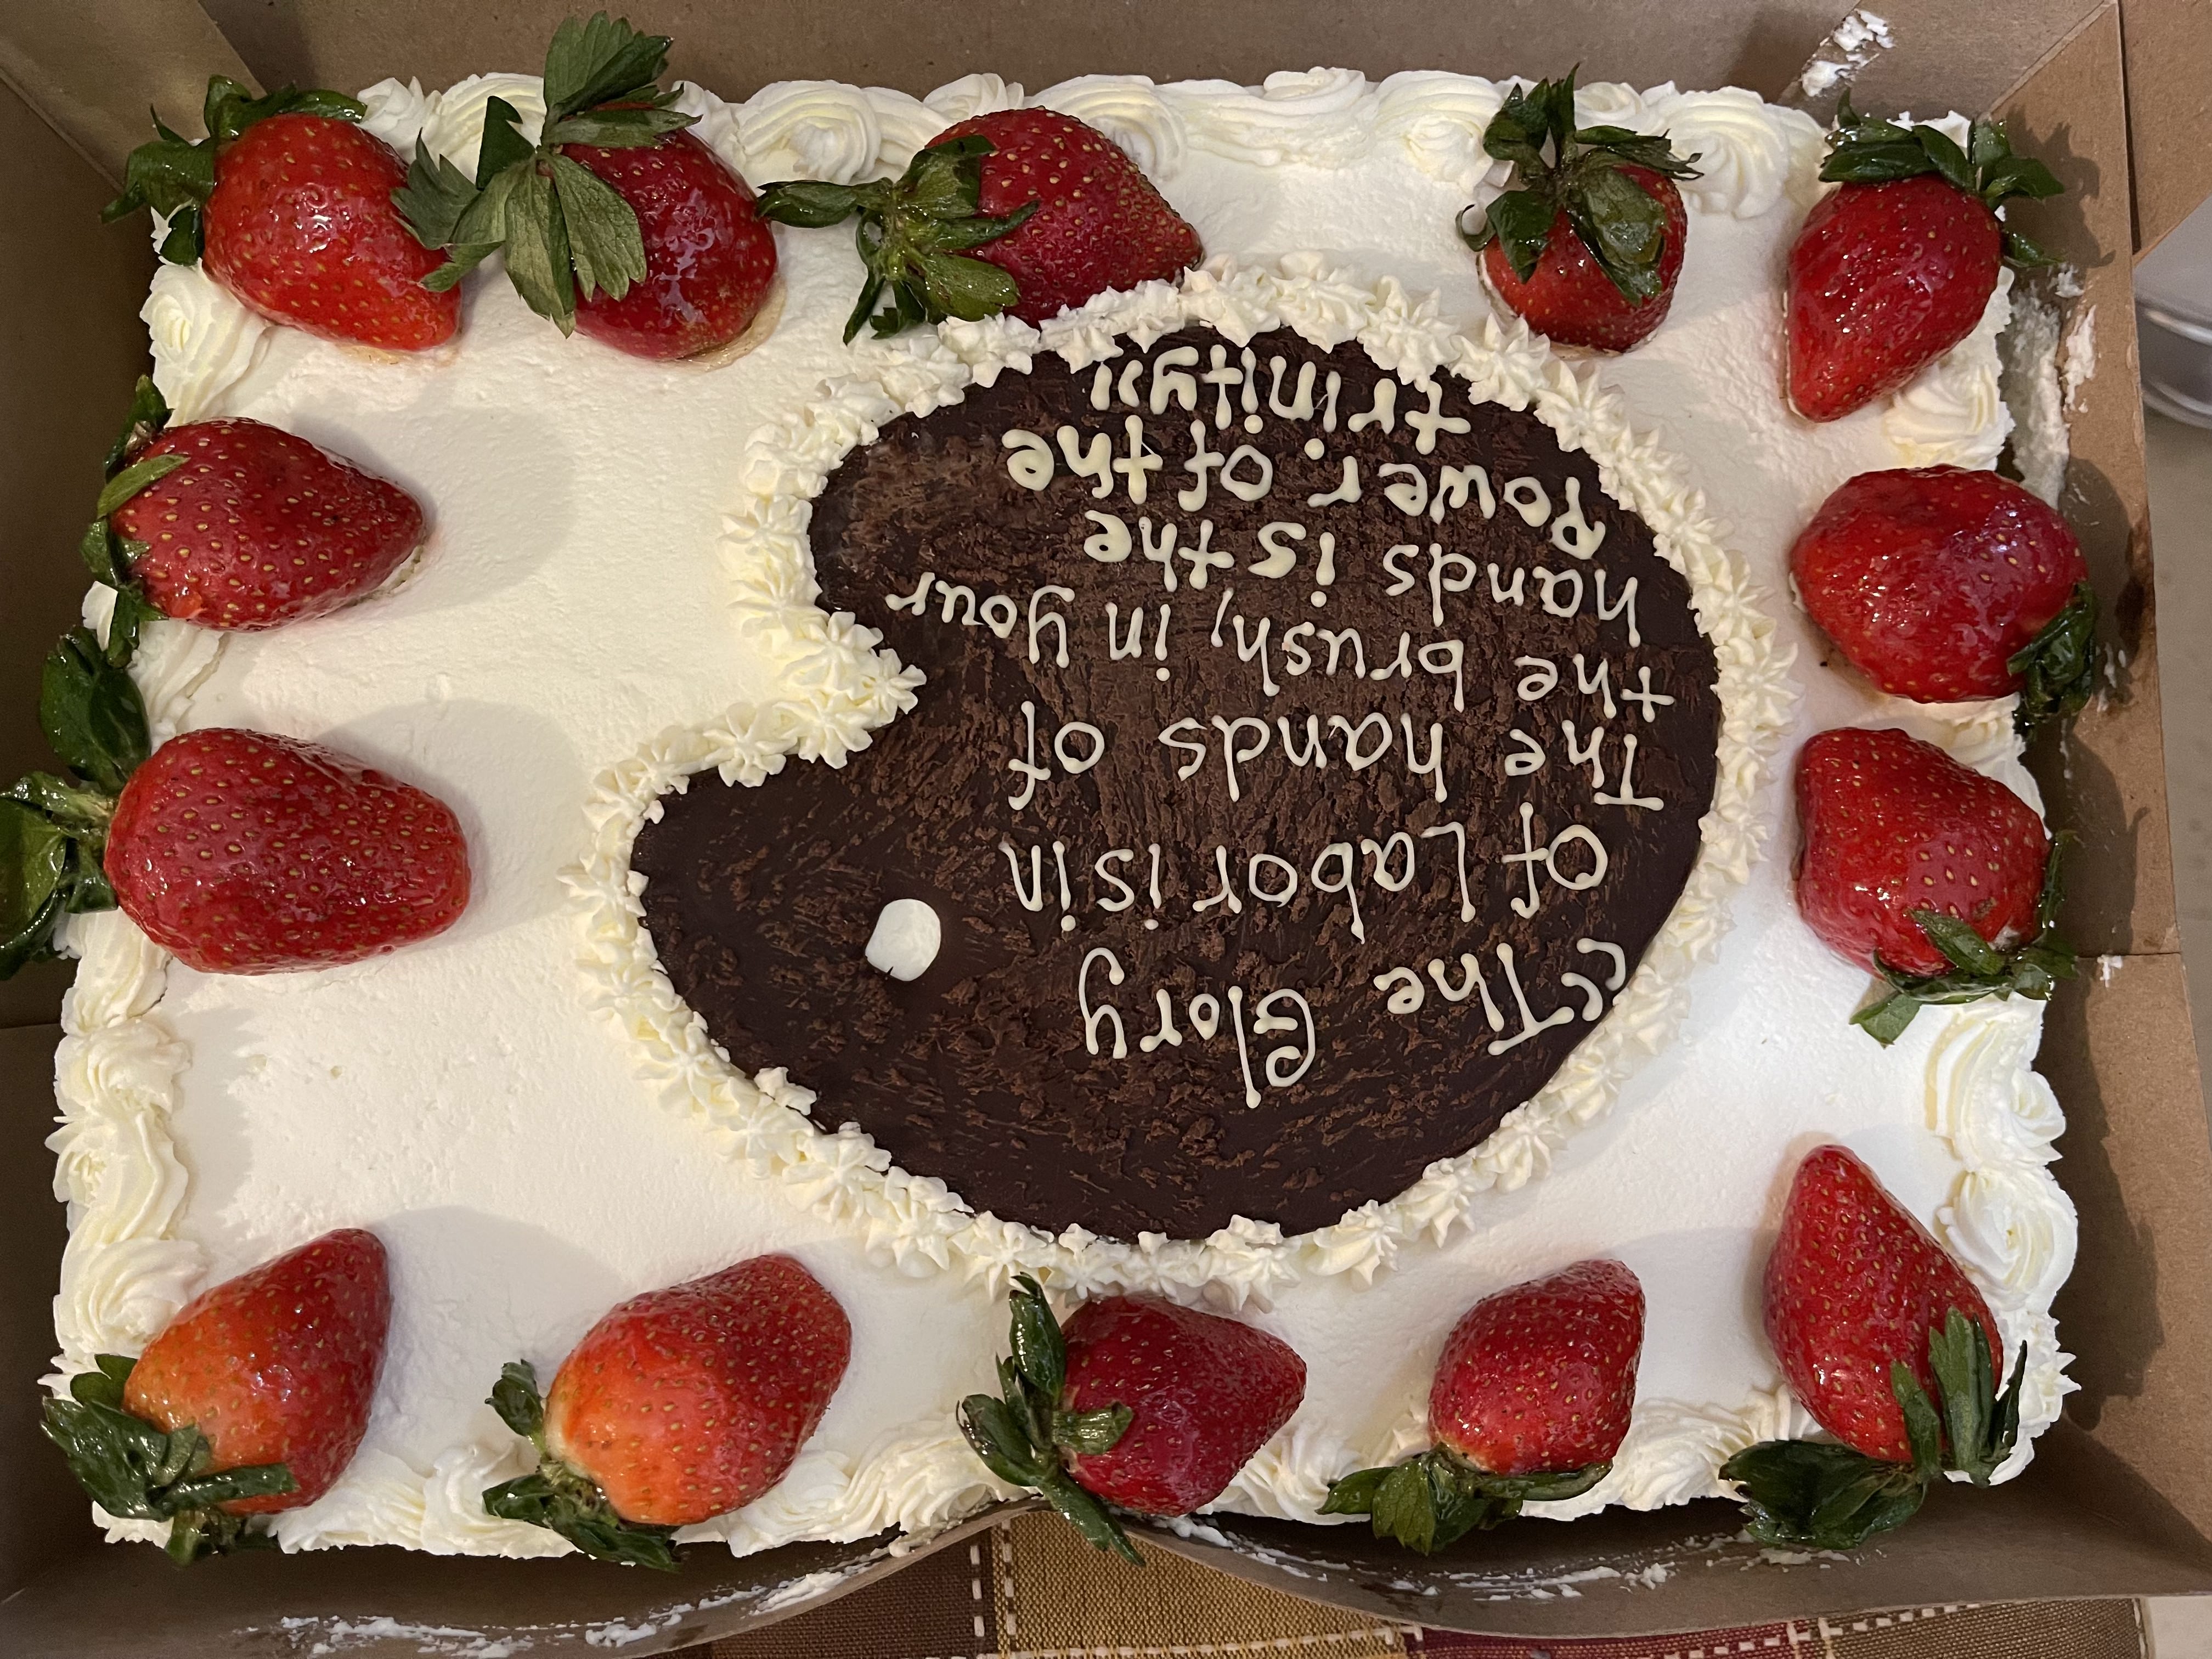 “The Glory
Of Labor is in
The hands of
the brush, in your
hands is the
Power of the
trinity”